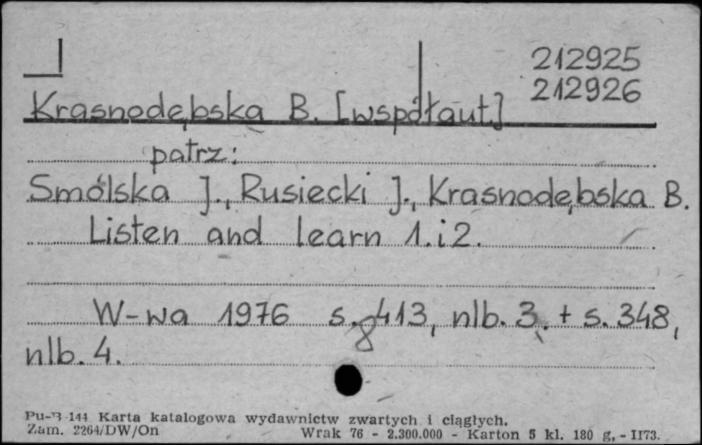 212925
212926
Krasnodębska B. [współaut.]
patrz:
Smólska J., Rusiecki J., Krasnodębska B.
Listen and learn 1. i 2.
W-wa 1976 s. 413, nlb. 3. + s. 348,
8
nlb. 4.
Pu-B-144 Karta katalogowa wydawnictw zwartych i ciągłych.
Zam. 2264/DW/On Wrak 76 - 2.300.000 - Karton 5 kl. 180 g, - II73.